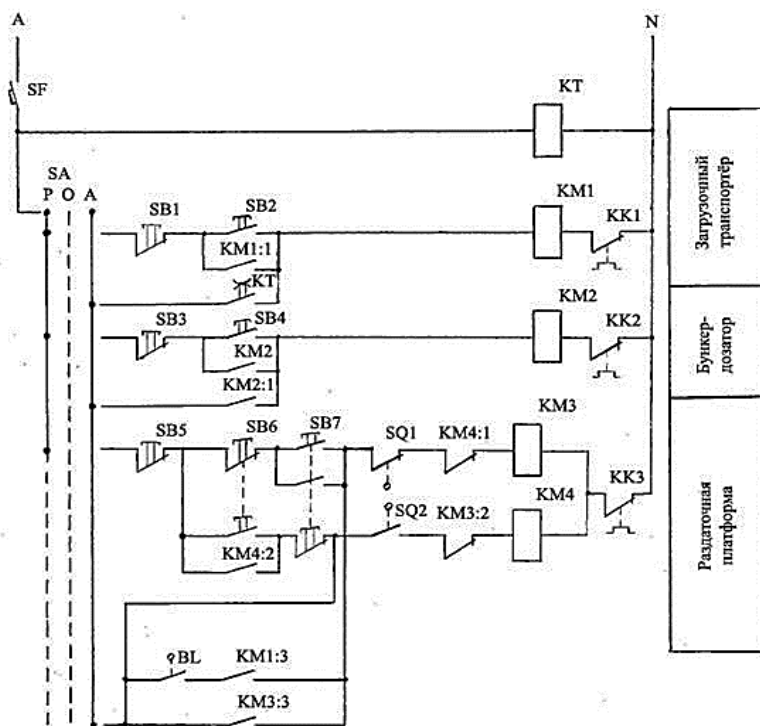 A N
SF
KT
SA
P O A
SB1 SB2 KM1 KK1
KM1:1
KT
SB3 SB4 KM2 KK2
KM2
KM2:1
SB5 SB6 SB7 SQ1 KM4:1 KM3
KK3
KM4
SQ2 KM3:2
KM4:2
BL KM1:3
KM3:3
Загрузочный
транспортёр
Бункер-
дозатор
Раздаточная
платформа